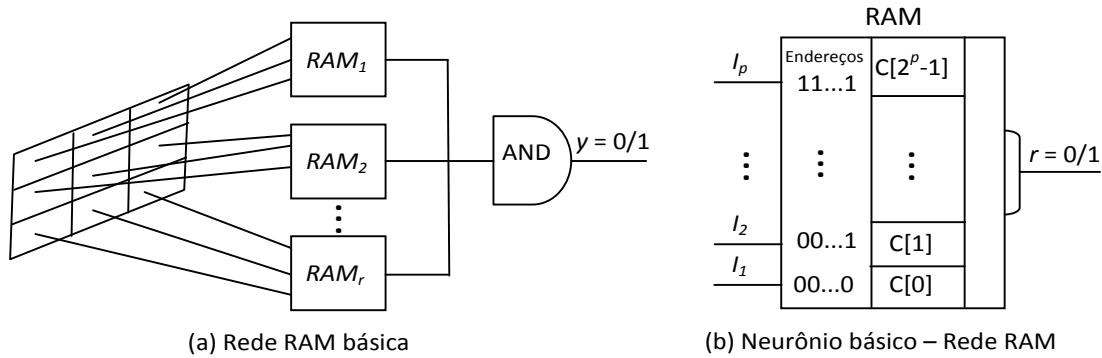 RAM₁
RAM₂
⋮
RAMᵣ
AND
y = 0/1
(a) Rede RAM básica
RAM
Endereços
Iₚ
11...1
C[2ᵖ-1]
⋮ ⋮ ⋮
r = 0/1
I₂
00...1
C[1]
I₁
00...0
C[0]
(b) Neurônio básico – Rede RAM